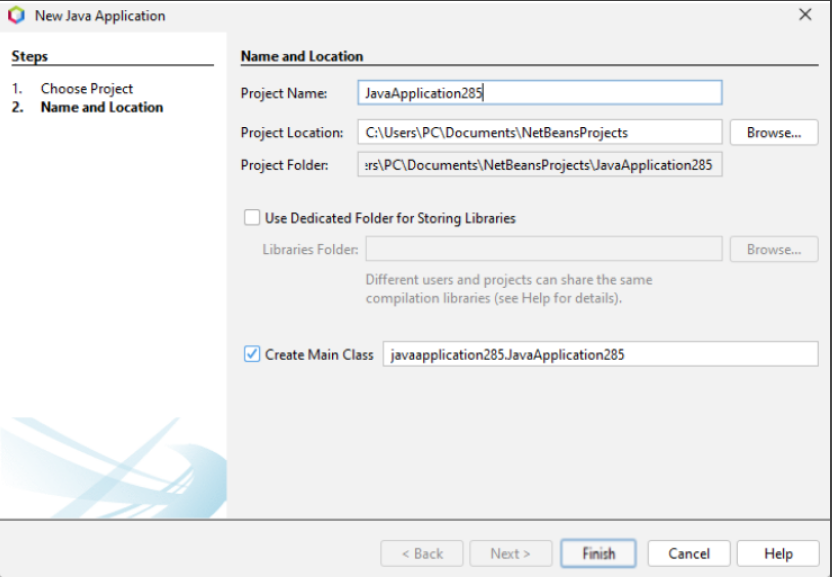 New Java Application
Steps
1. Choose Project
2. Name and Location
Name and Location
Project Name: JavaApplication285
Project Location: C:\Users\PC\Documents\NetBeansProjects Browse...
Project Folder: ers\PC\Documents\NetBeansProjects\JavaApplication285
Use Dedicated Folder for Storing Libraries
Libraries Folder: Browse...
Different users and projects can share the same
compilation libraries (see Help for details).
Create Main Class javaapplication285.JavaApplication285
< Back Next > Finish Cancel Help